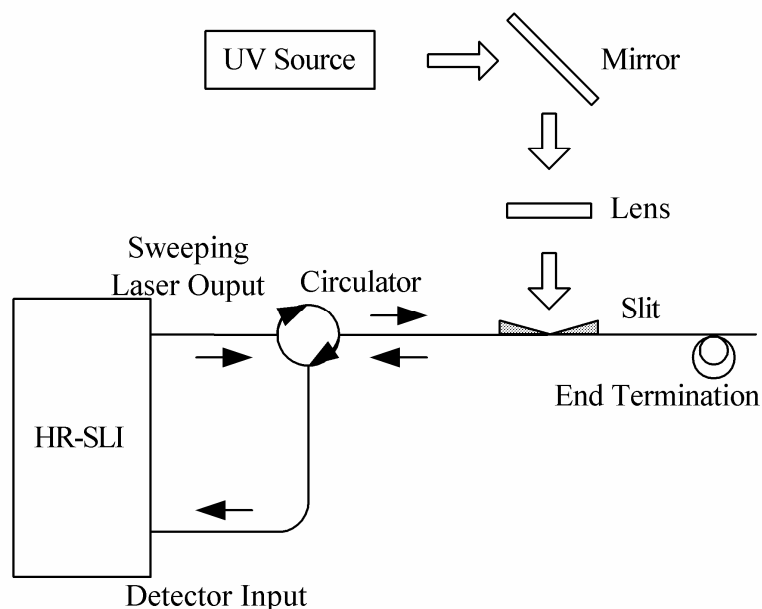 UV Source
Mirror
Lens
Sweeping
Laser Ouput
Circulator
Slit
End Termination
HR-SLI
Detector Input